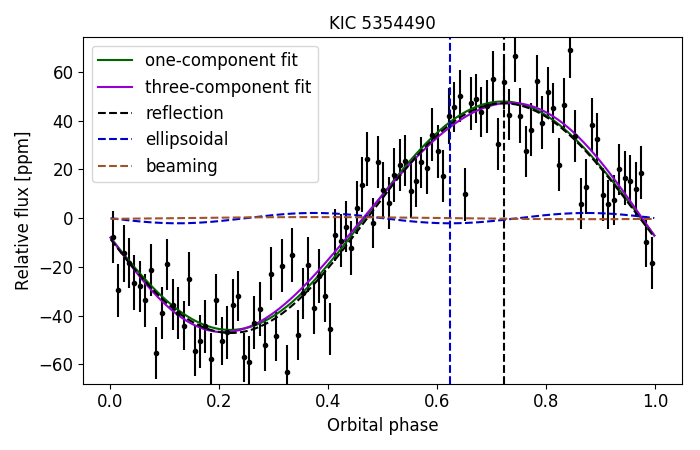 KIC 5354490
one-component fit
three-component fit
reflection
ellipsoidal
beaming
Relative flux [ppm]
60
40
20
0
−20
−40
−60
0.0 0.2 0.4 0.6 0.8 1.0
Orbital phase